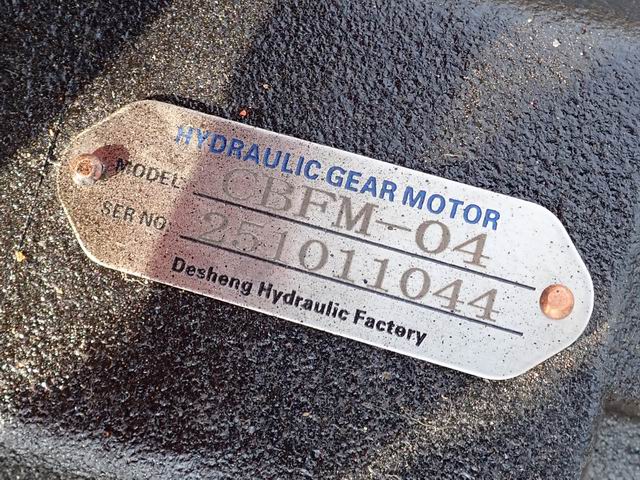 HYDRAULIC GEAR MOTOR
MODEL CBFM-04
SER NO 251011044
Desheng Hydraulic Factory